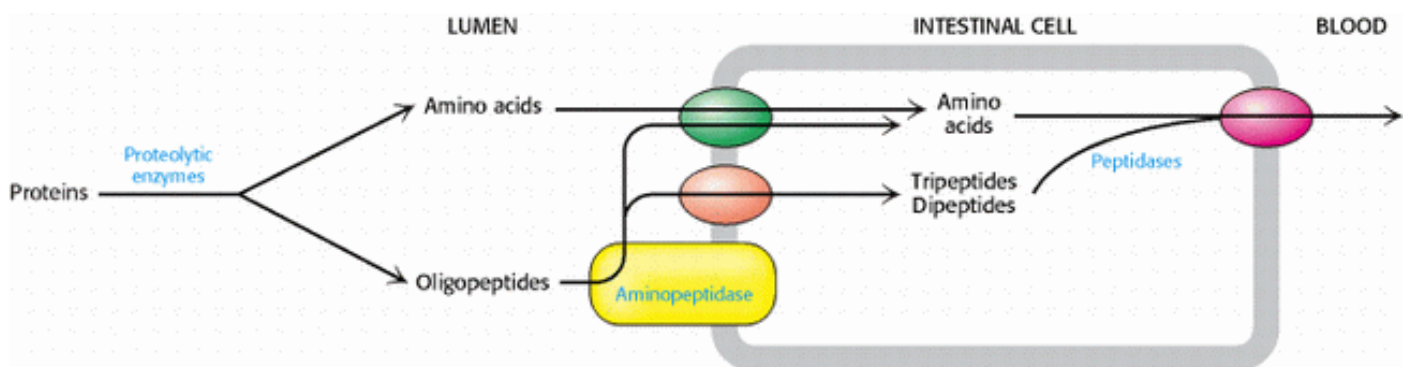 LUMEN
INTESTINAL CELL
BLOOD
Amino acids
Amino
acids
Proteolytic
enzymes
Peptidases
Proteins
Tripeptides
Dipeptides
Oligopeptides
Aminopeptidase